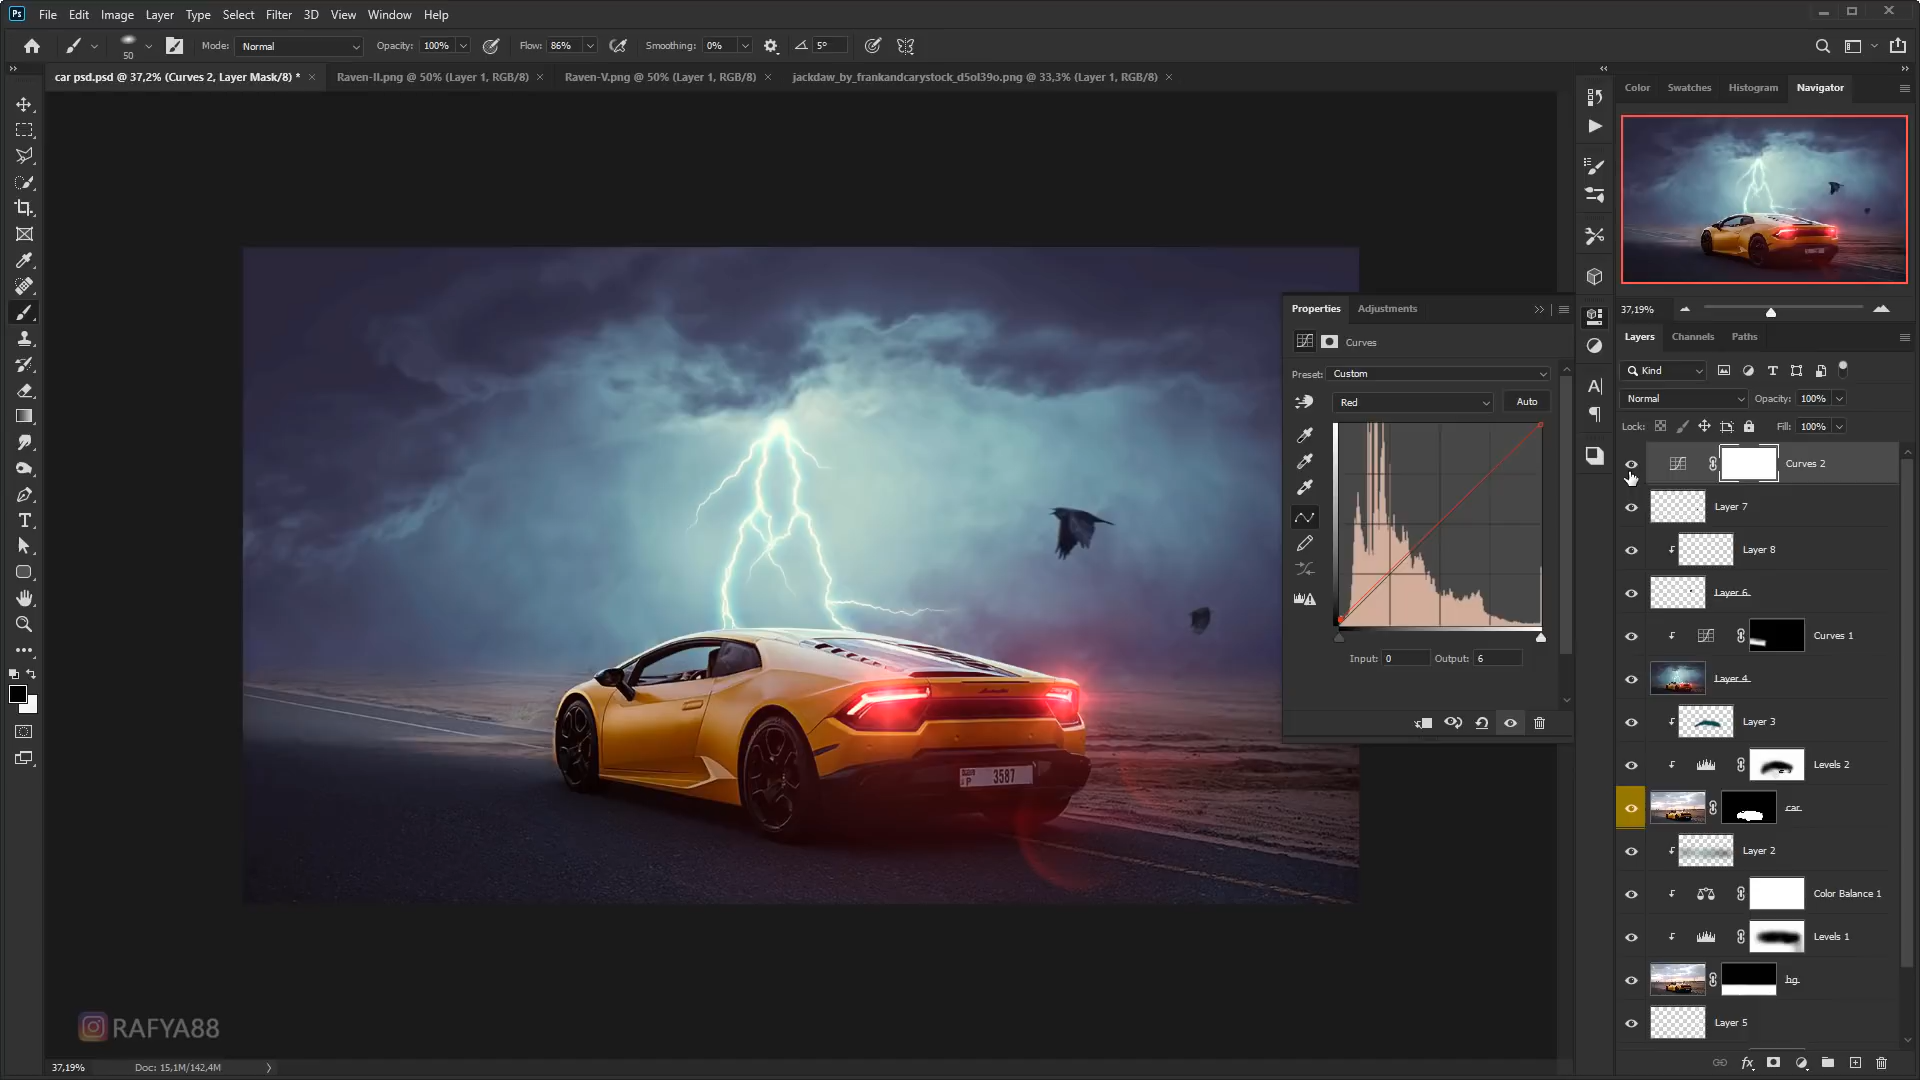 Ps File Edit Image Layer Type Select Filter 3D View Window Help
50 Mode: Normal Opacity: 100% Flow: 86% Smoothing: 0% 5°
car psd.psd @ 37,2% (Curves 2, Layer Mask/8) * × Raven-II.png @ 50% (Layer 1, RGB/8) × Raven-V.png @ 50% (Layer 1, RGB/8) × jackdaw_by_frankandcarystock_d5ol39o.png @ 33,3% (Layer 1, RGB/8) ×
Color Swatches Histogram Navigator
37,19%
Layers Channels Paths
Kind
Normal Opacity: 100%
Lock: Fill: 100%
Curves 2
Layer 7
Layer 8
Layer 6
Curves 1
Layer 4
Layer 3
Levels 2
car
Layer 2
Color Balance 1
Levels 1
bg
Layer 5
Properties Adjustments
Curves
Preset: Custom
Red Auto
Input: 0 Output: 6
P 3587
RAFYA88
37,19% Doc: 15,1M/142,4M